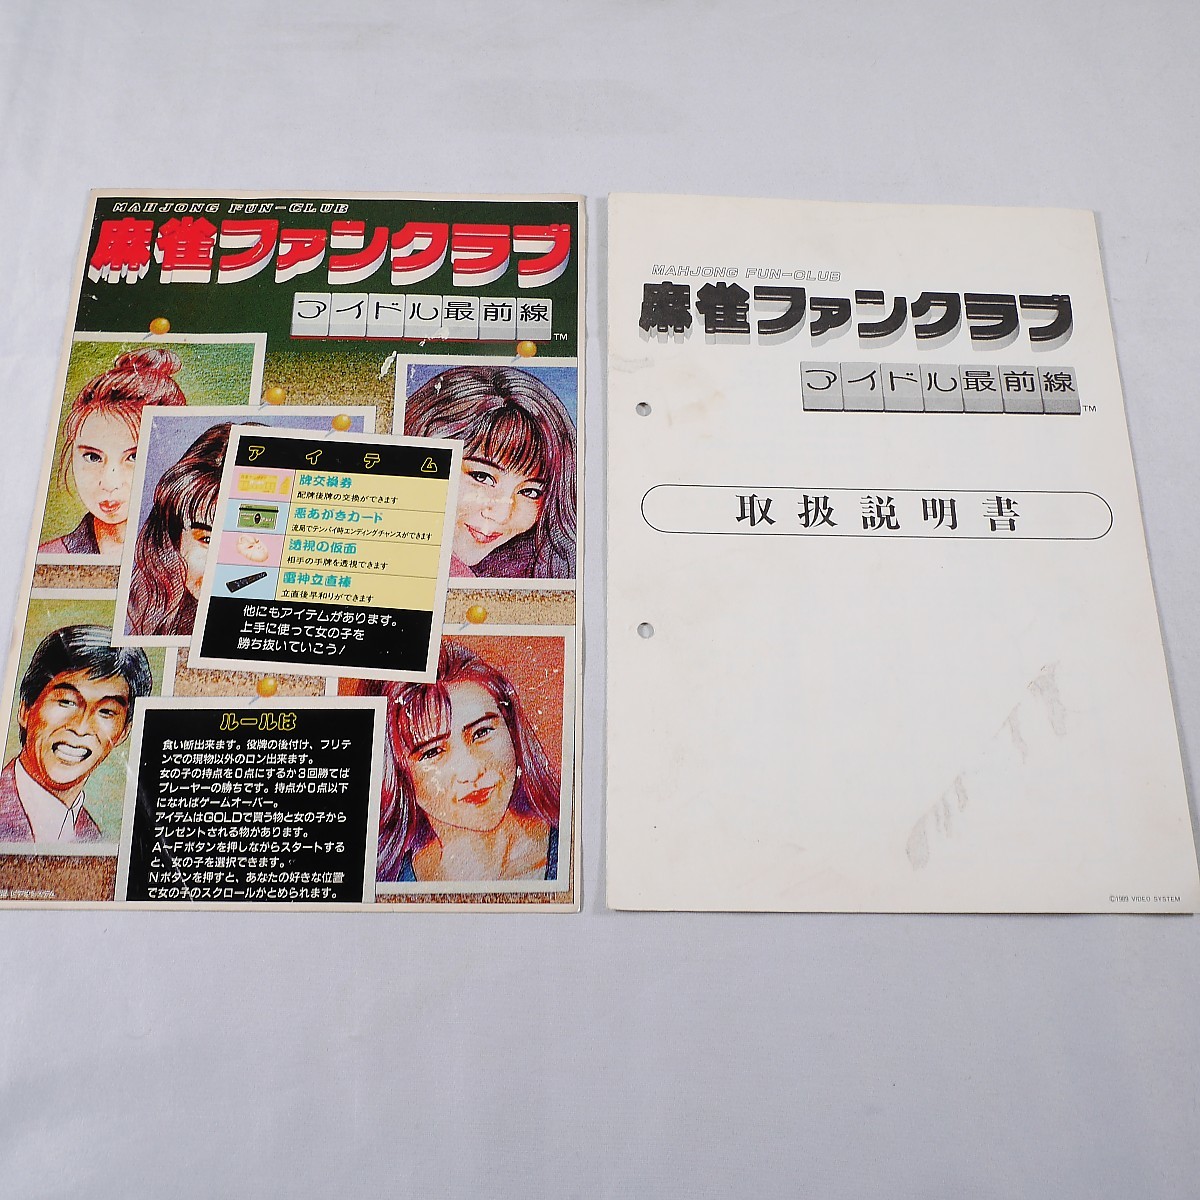 MAHJONG FUN-CLUB
麻雀ファンクラブ
アイドル最前線
TM
アイテム
牌交換券
配牌後牌の交換ができます
悪あがきカード
流局でテンパイ時エンディングチャンスができます
透視の仮面
相手の手牌を透視できます
雷神立直棒
立直後早和りができます
他にもアイテムがあります。
上手に使って女の子を
勝ち抜いていこう!
ルールは
食い断出来ます。役牌の後付け、フリテ
ンでの現物以外のロン出来ます。
女の子の持点を0点にするか3回勝てば
プレーヤーの勝ちです。持点が0点以下
になればゲームオーバー。
アイテムはGOLDで買う物と女の子から
プレゼントされる物があります。
A〜Fボタンを押しながらスタートする
と、女の子を選択できます。
Nボタンを押すと、あなたの好きな位置
で女の子のスクロールがとめられます。
MAHJONG FUN-CLUB
麻雀ファンクラブ
アイドル最前線
TM
取扱説明書
©1989 VIDEO SYSTEM